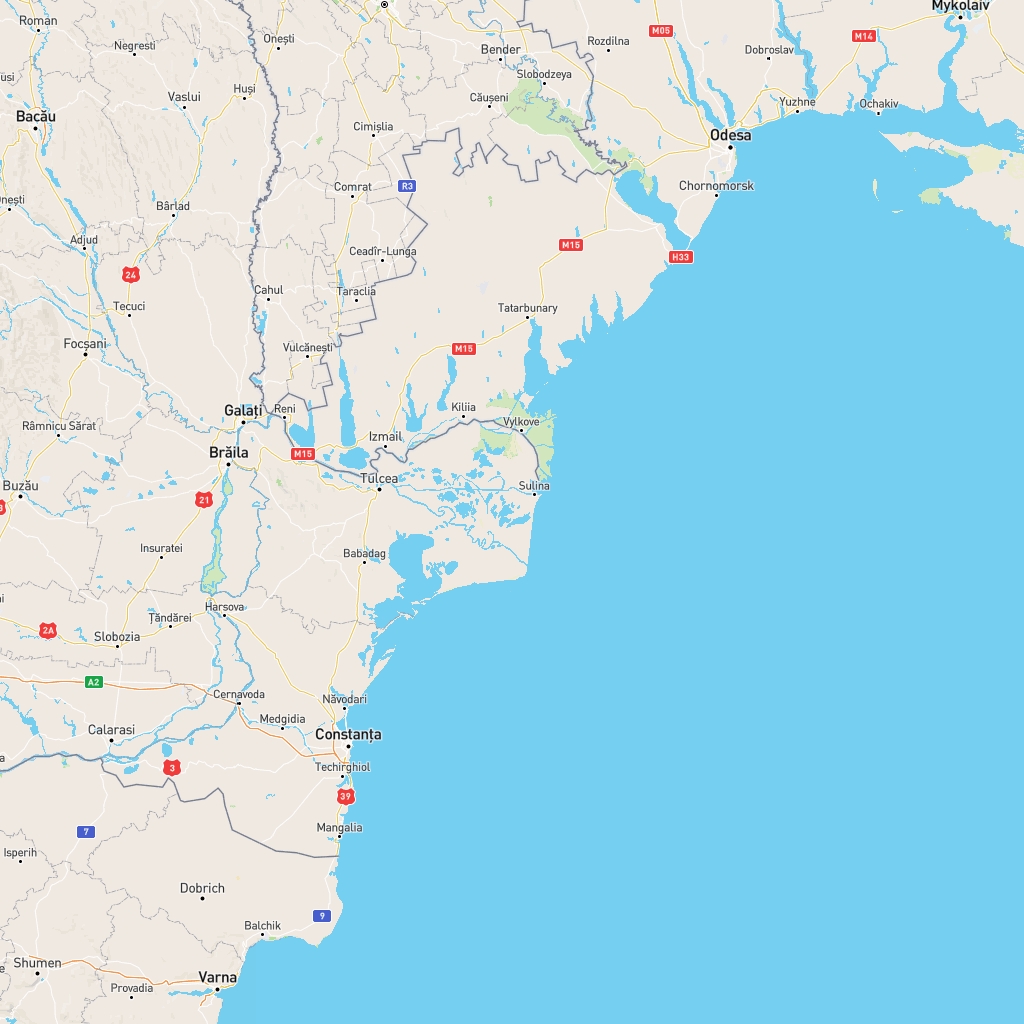 Mykolaiv
Roman
M05
M14
Onești
Negresti
Bender
Rozdilna
Dobroslav
Slobodzeya
Huși
Vaslui
Căușeni
Yuzhne
Ochakiv
Bacău
Cimișlia
Odesa
Comrat
R3
Chornomorsk
Bârlad
Adjud
M15
Ceadîr-Lunga
H33
24
Cahul
Taraclia
Tecuci
Tatarbunary
Focșani
Vulcănești
M15
Galați
Reni
Kiliia
Vylkove
Râmnicu Sărat
Izmail
Brăila
M15
Tulcea
Buzău
Sulina
21
Insuratei
Babadag
Harsova
Țăndărei
2A
Slobozia
A2
Cernavoda
Năvodari
Medgidia
Calarasi
Constanța
3
Techirghiol
39
Mangalia
7
Isperih
Dobrich
9
Balchik
Shumen
Varna
Provadia